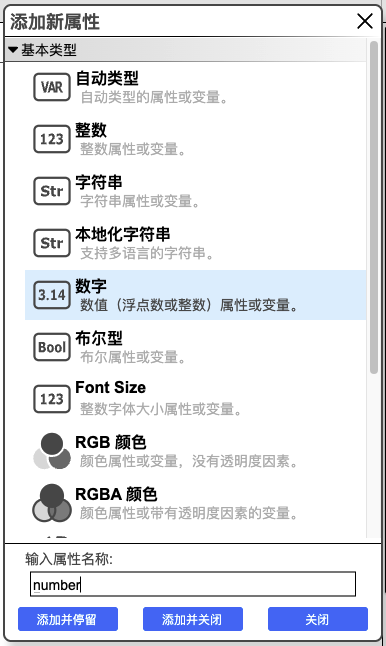 添加新属性
基本类型
VAR
自动类型
自动类型的属性或变量。
123
整数
整数属性或变量。
Str
字符串
字符串属性或变量。
Str
本地化字符串
支持多语言的字符串。
3.14
数字
数值（浮点数或整数）属性或变量。
Bool
布尔型
布尔属性或变量。
123
Font Size
整数字体大小属性或变量。
RGB 颜色
颜色属性或变量，没有透明度因素。
RGBA 颜色
颜色属性或带有透明度因素的变量。
输入属性名称:
number
添加并停留
添加并关闭
关闭